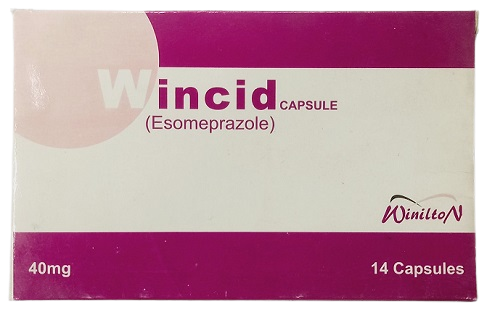 Wincid CAPSULE
(Esomeprazole)
WiniltoN
40mg
14 Capsules